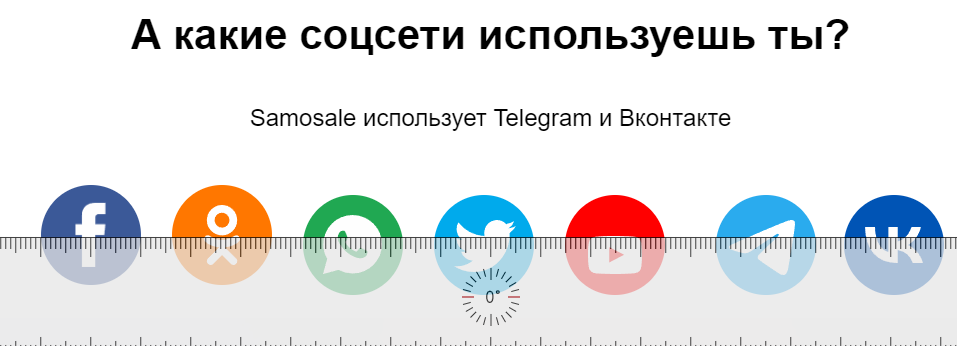 А какие соцсети используешь ты?
Samosale использует Telegram и Вконтакте
0°